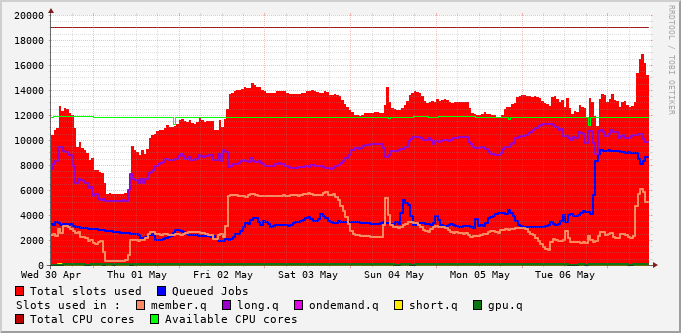 20000
18000
16000
14000
12000
10000
8000
6000
4000
2000
0
Wed 30 Apr Thu 01 May Fri 02 May Sat 03 May Sun 04 May Mon 05 May Tue 06 May
Total slots used Queued Jobs
Slots used in : member.q long.q ondemand.q short.q gpu.q
Total CPU cores Available CPU cores
RRDTOOL / TOBI OETIKER